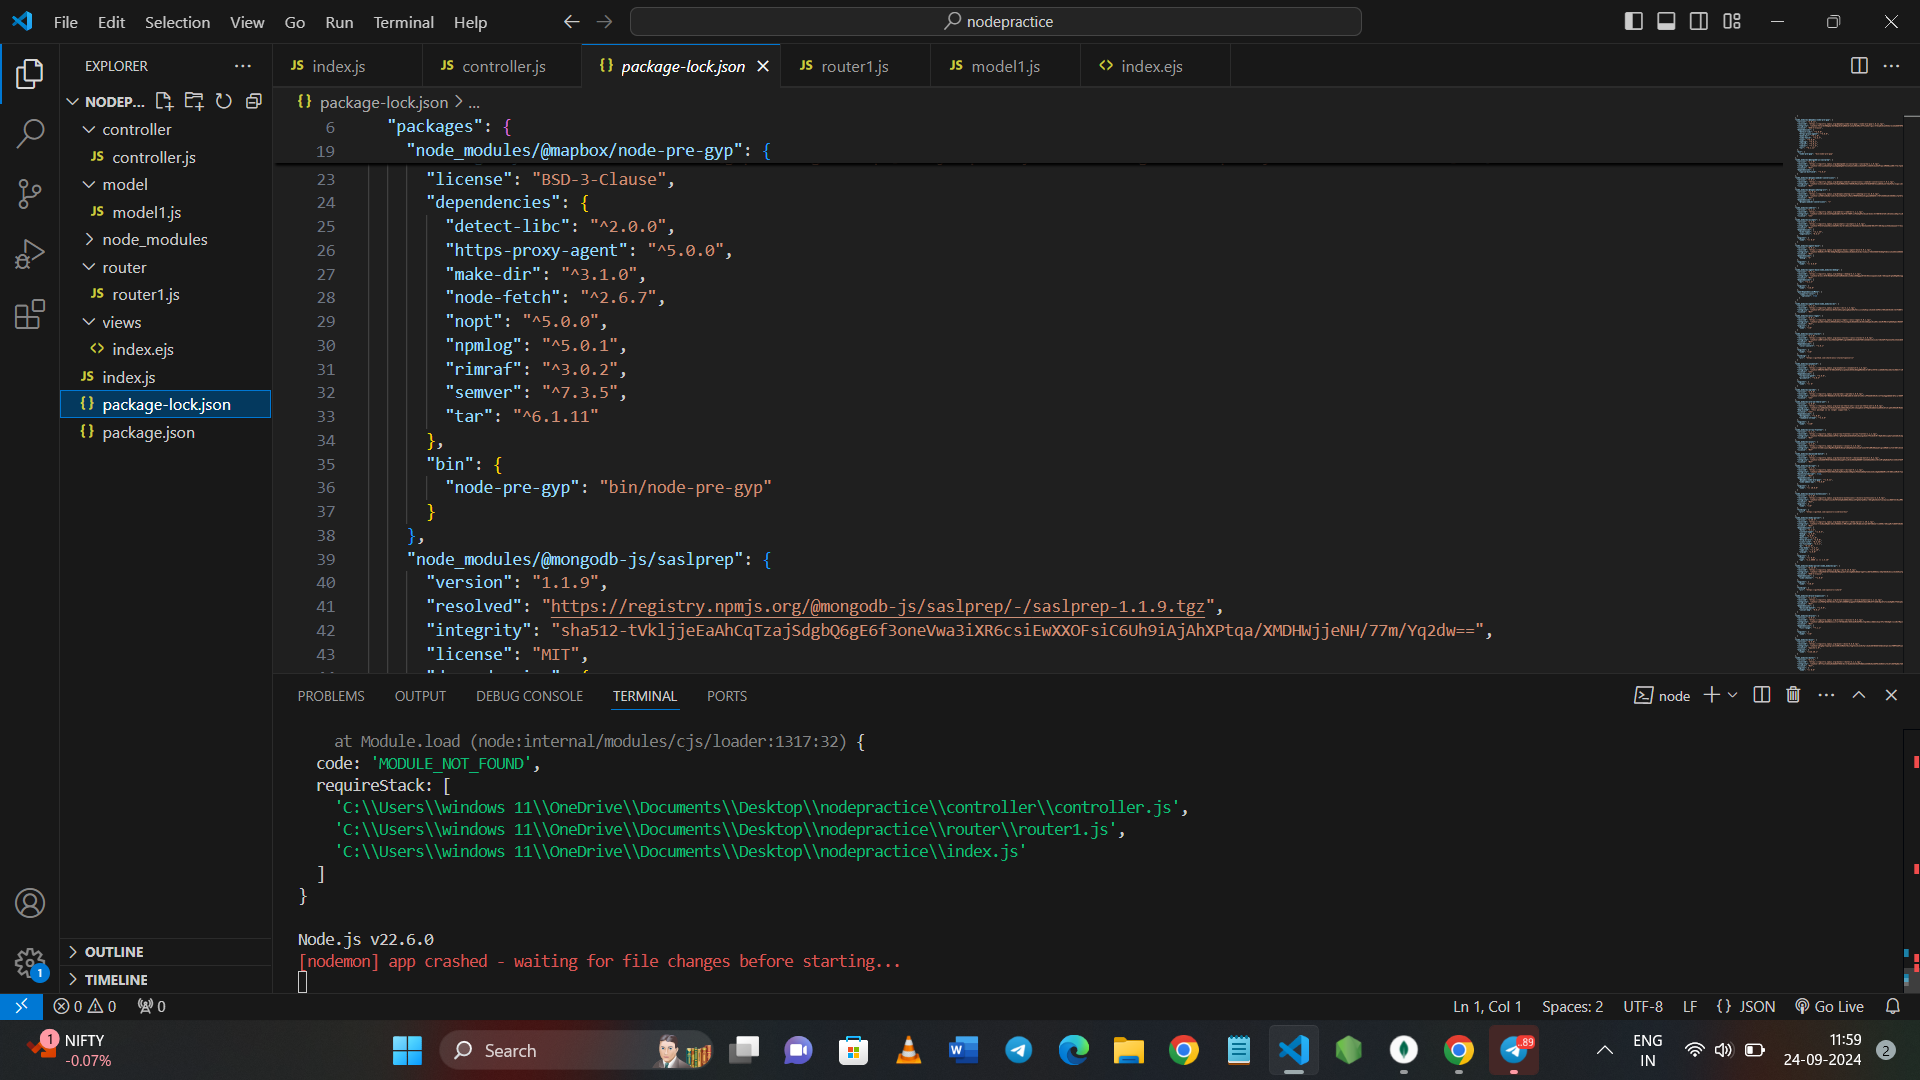 File Edit Selection View Go Run Terminal Help
nodepractice
EXPLORER
NODEP...
controller
JS controller.js
model
JS model1.js
node_modules
router
JS router1.js
views
<> index.ejs
JS index.js
{} package-lock.json
{} package.json
OUTLINE
TIMELINE
JS index.js
JS controller.js
{} package-lock.json
JS router1.js
JS model1.js
<> index.ejs
{} package-lock.json > ...
6 "packages": {
19 "node_modules/@mapbox/node-pre-gyp": {
23 "license": "BSD-3-Clause",
24 "dependencies": {
25 "detect-libc": "^2.0.0",
26 "https-proxy-agent": "^5.0.0",
27 "make-dir": "^3.1.0",
28 "node-fetch": "^2.6.7",
29 "nopt": "^5.0.0",
30 "npmlog": "^5.0.1",
31 "rimraf": "^3.0.2",
32 "semver": "^7.3.5",
33 "tar": "^6.1.11"
34 },
35 "bin": {
36 "node-pre-gyp": "bin/node-pre-gyp"
37 }
38 },
39 "node_modules/@mongodb-js/saslprep": {
40 "version": "1.1.9",
41 "resolved": "https://registry.npmjs.org/@mongodb-js/saslprep/-/saslprep-1.1.9.tgz",
42 "integrity": "sha512-tVkljjeEaAhCqTzajSdgbQ6gE6f3oneVwa3iXR6csiEwXXOFsiC6Uh9iAjAhXPtqa/XMDHWjjeNH/77m/Yq2dw==",
43 "license": "MIT",
PROBLEMS OUTPUT DEBUG CONSOLE TERMINAL PORTS
node
at Module.load (node:internal/modules/cjs/loader:1317:32) {
code: 'MODULE_NOT_FOUND',
requireStack: [
'C:\\Users\\windows 11\\OneDrive\\Documents\\Desktop\\nodepractice\\controller\\controller.js',
'C:\\Users\\windows 11\\OneDrive\\Documents\\Desktop\\nodepractice\\router\\router1.js',
'C:\\Users\\windows 11\\OneDrive\\Documents\\Desktop\\nodepractice\\index.js'
]
}
Node.js v22.6.0
[nodemon] app crashed - waiting for file changes before starting...
1
0 0 0
Ln 1, Col 1 Spaces: 2 UTF-8 LF {} JSON Go Live
1 NIFTY
-0.07%
Search
89
ENG
IN
11:59
24-09-2024
2